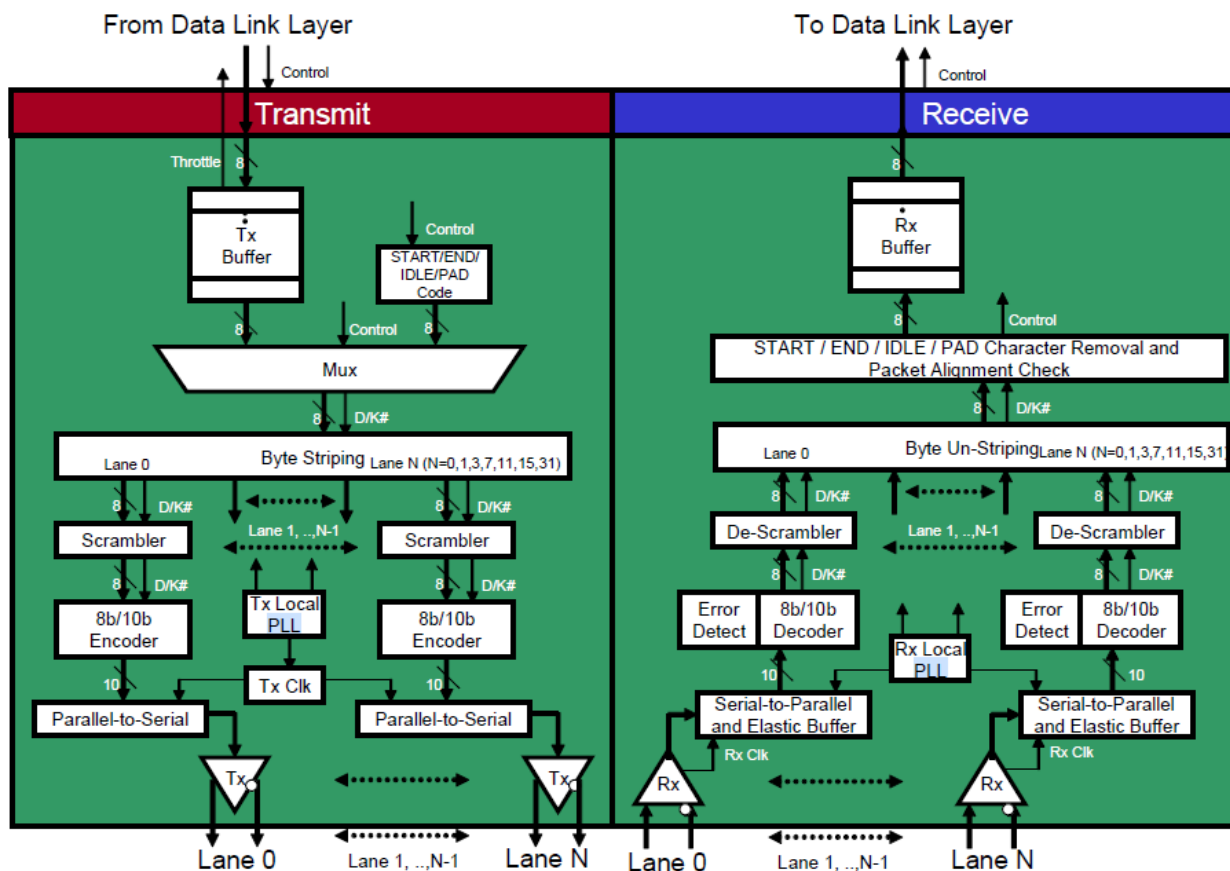 From Data Link Layer
Control
Transmit
Throttle
8
Tx
Buffer
Control
START/END/
IDLE/PAD
Code
8
Control
8
Mux
8
D/K#
Byte Striping
Lane 0
Lane N (N=0,1,3,7,11,15,31)
8
D/K#
8
D/K#
Lane 1, ..,N-1
Scrambler
Scrambler
8
D/K#
8
D/K#
8b/10b
Encoder
Tx Local
PLL
8b/10b
Encoder
10
Tx Clk
10
Parallel-to-Serial
Parallel-to-Serial
Tx
Tx
Lane 0
Lane 1, ..,N-1
Lane N
To Data Link Layer
Control
Receive
8
Rx
Buffer
8
Control
START / END / IDLE / PAD Character Removal and
Packet Alignment Check
8
D/K#
Byte Un-Striping
Lane 0
Lane N (N=0,1,3,7,11,15,31)
8
D/K#
8
D/K#
De-Scrambler
Lane 1, ..,N-1
De-Scrambler
8
D/K#
8
D/K#
Error
Detect
8b/10b
Decoder
Rx Local
PLL
Error
Detect
8b/10b
Decoder
10
10
Serial-to-Parallel
and Elastic Buffer
Serial-to-Parallel
and Elastic Buffer
Rx Clk
Rx Clk
Rx
Rx
Lane 0
Lane 1, ..,N-1
Lane N